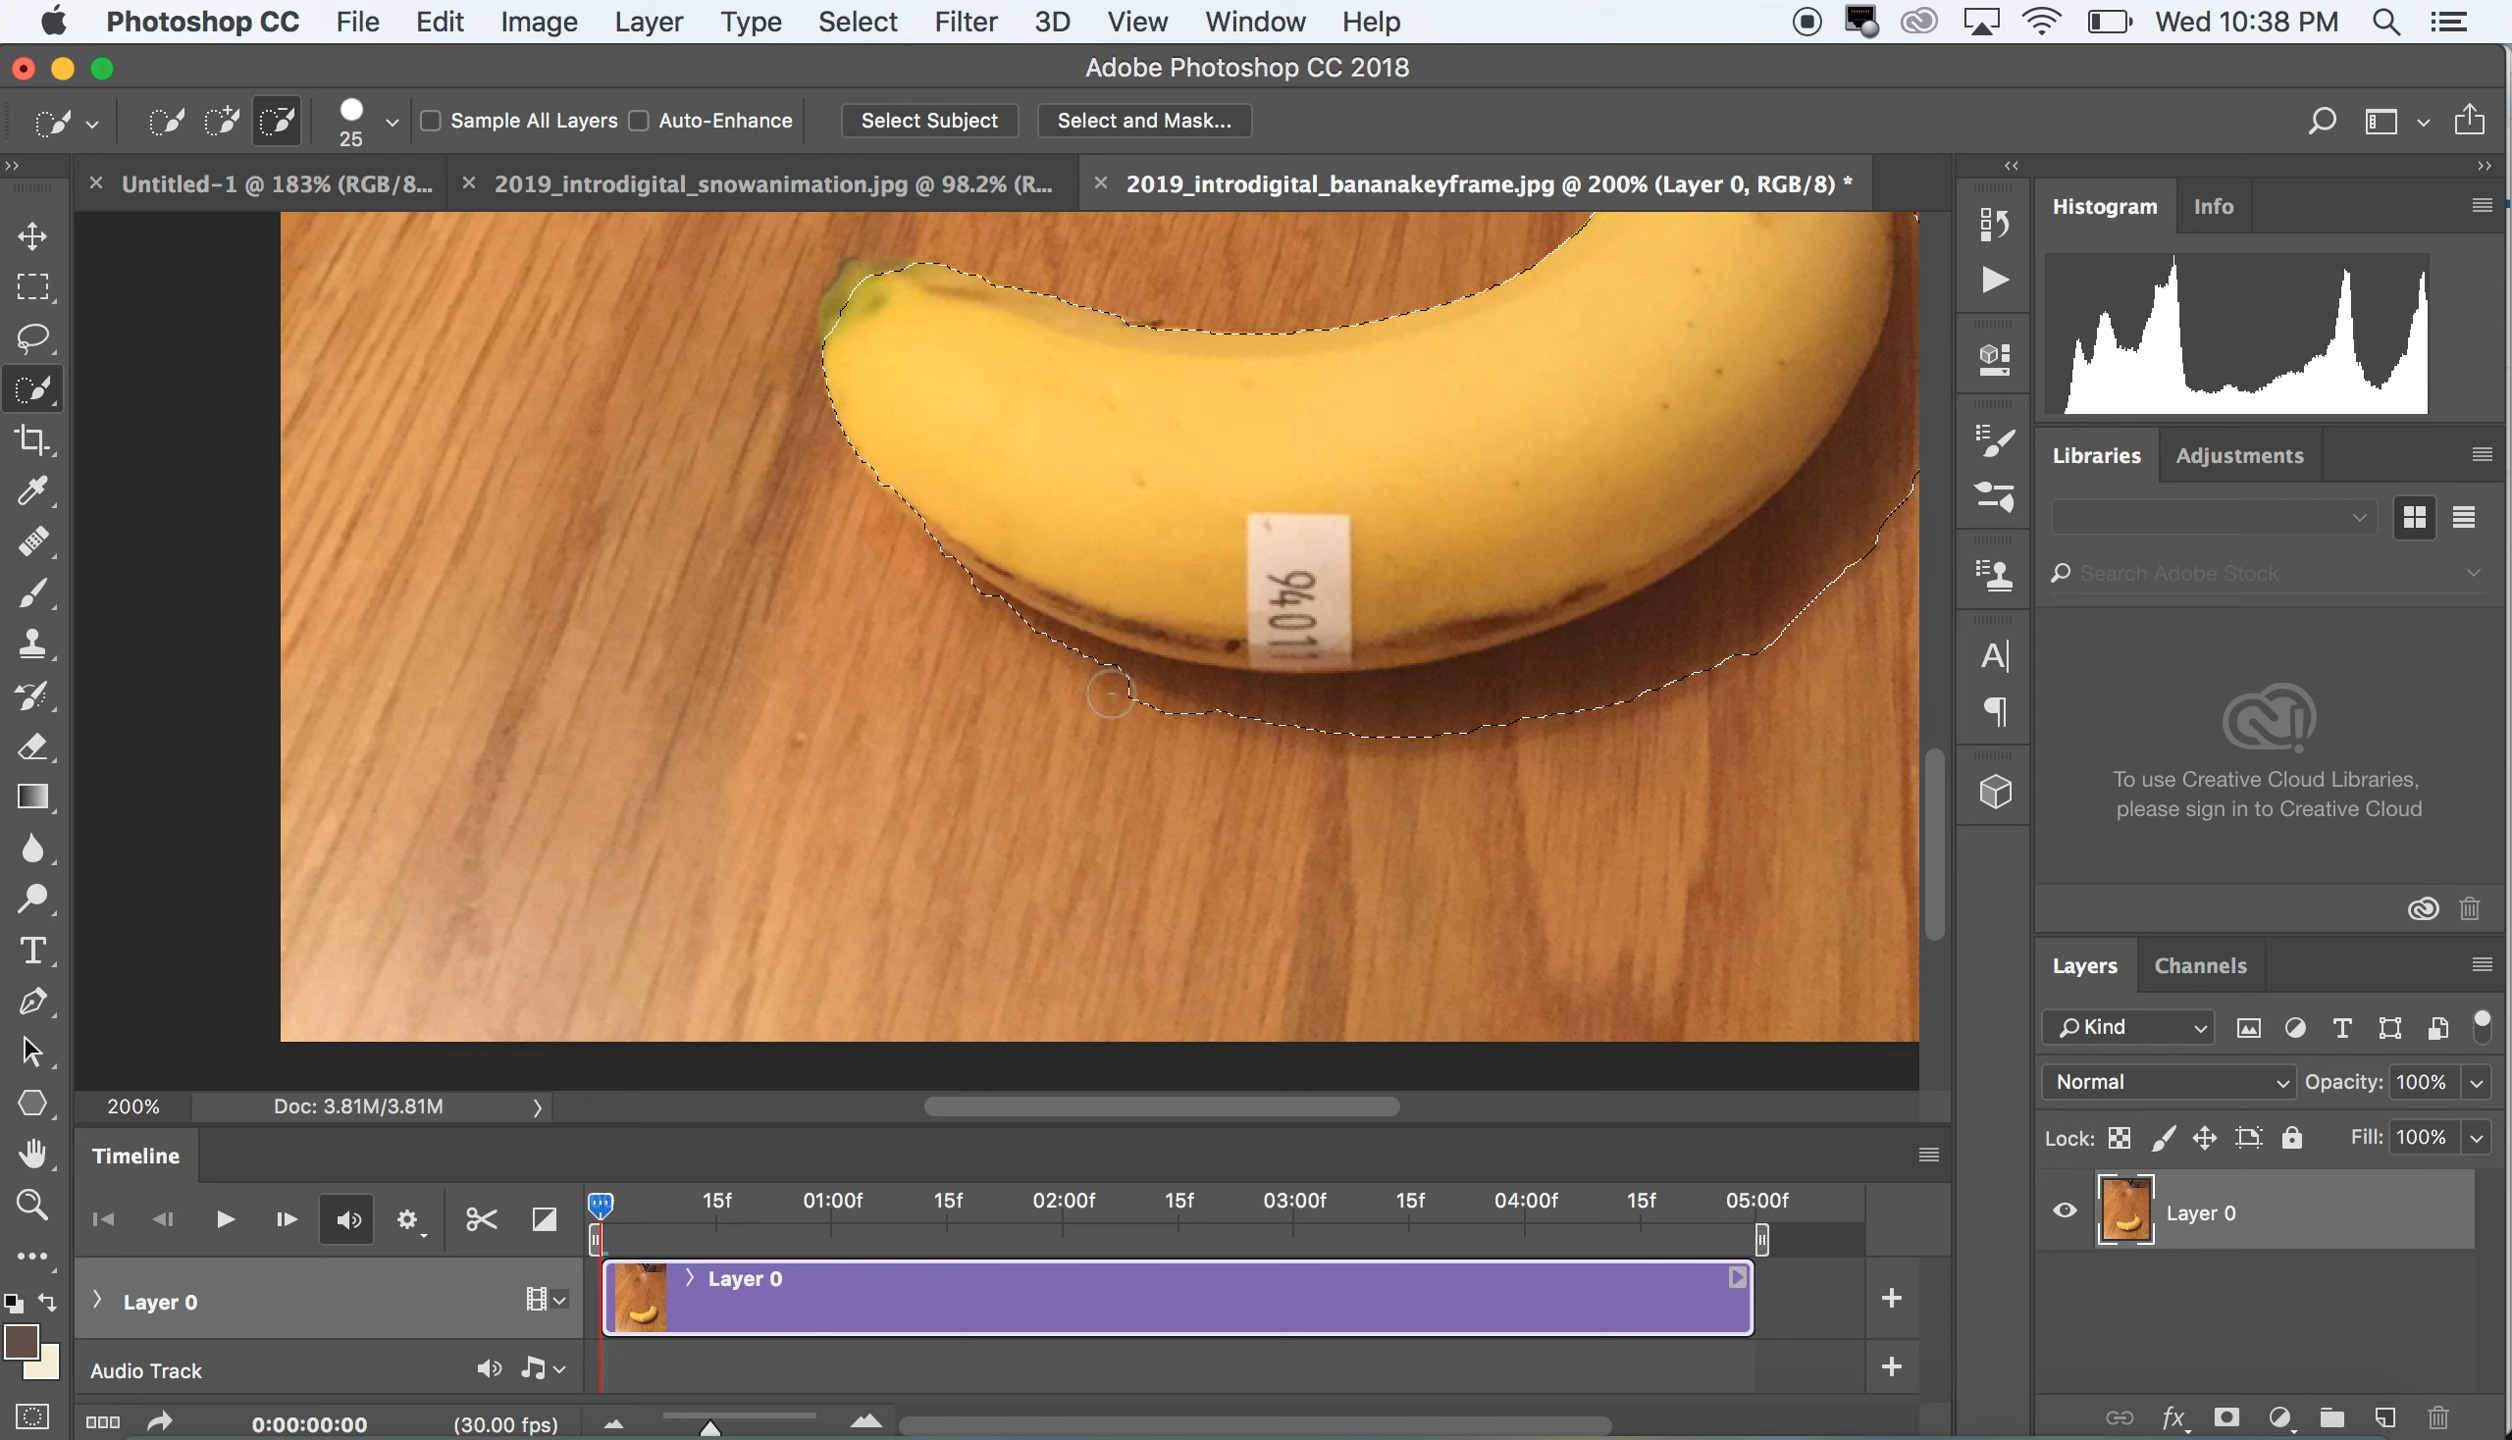 Photoshop CC File Edit Image Layer Type Select Filter 3D View Window Help Wed 10:38 PM
Adobe Photoshop CC 2018
25 Sample All Layers Auto-Enhance Select Subject Select and Mask...
Untitled-1 @ 183% (RGB/8... 2019_introdigital_snowanimation.jpg @ 98.2% (R... 2019_introdigital_bananakeyframe.jpg @ 200% (Layer 0, RGB/8) *
Histogram Info
Libraries Adjustments
Search Adobe Stock
94011
To use Creative Cloud Libraries,
please sign in to Creative Cloud
Layers Channels
Kind
Normal Opacity: 100%
Lock: Fill: 100%
Layer 0
200% Doc: 3.81M/3.81M
Timeline
15f 01:00f 15f 02:00f 15f 03:00f 15f 04:00f 15f 05:00f
Layer 0 Layer 0
Audio Track
0:00:00:00 (30.00 fps)